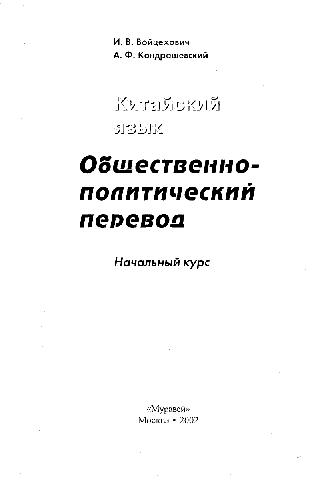 И. В. Войцехович
А. Ф. Кондрашевский
Китайский
язык
Общественно-
политический
перевод
Начальный курс
«Муравей»
Москва • 2002